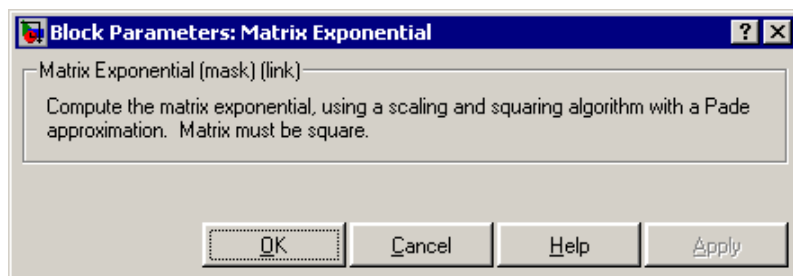 Block Parameters: Matrix Exponential
Matrix Exponential (mask) (link)
Compute the matrix exponential, using a scaling and squaring algorithm with a Pade
approximation. Matrix must be square.
OK Cancel Help Apply